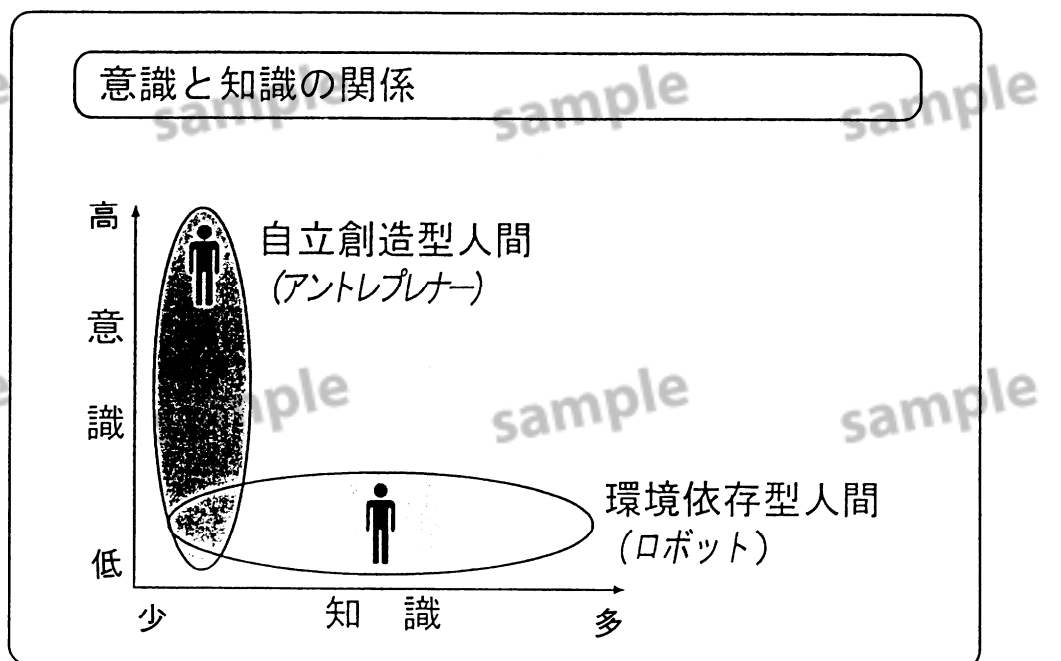 意識と知識の関係
sample sample sample
高
自立創造型人間
(アントレプレナー)
意
識
sample sample sample
環境依存型人間
(ロボット)
低
少 知 識 多